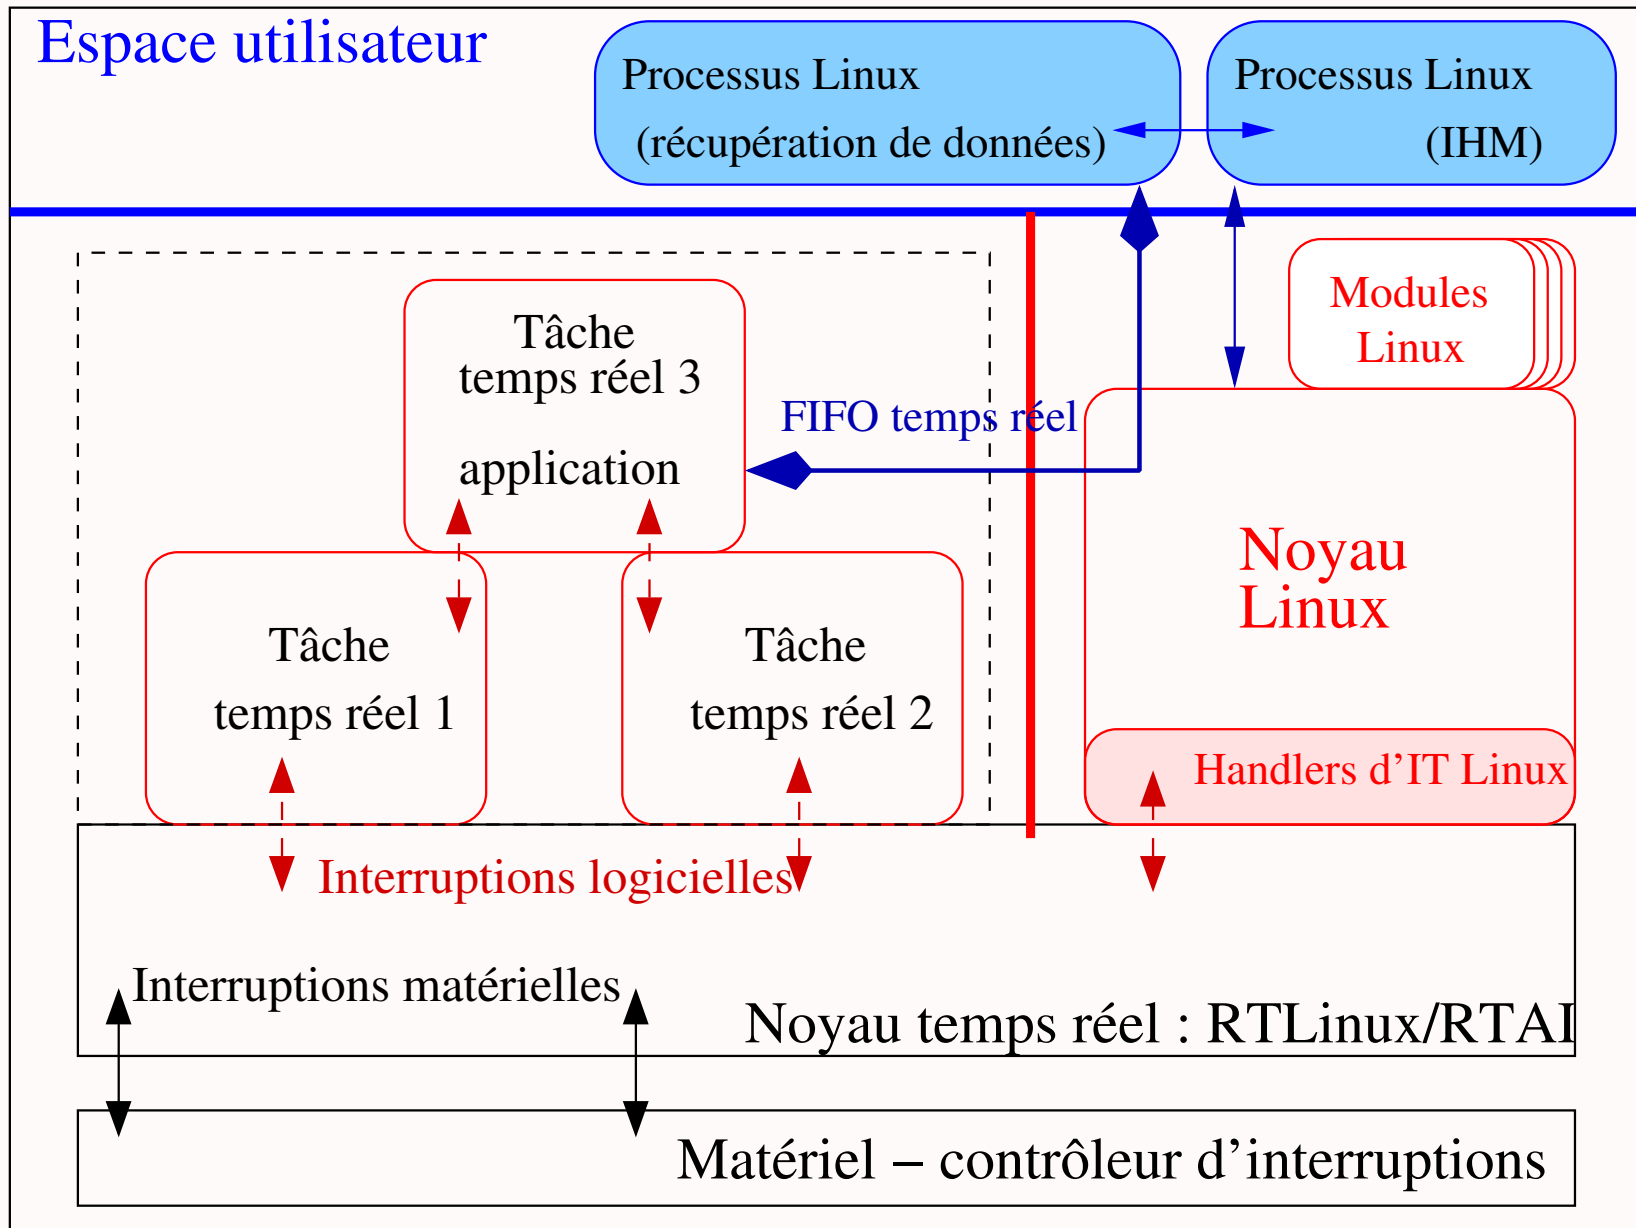 Espace utilisateur
Processus Linux
(récupération de données)
Processus Linux
(IHM)
Modules
Linux
Tâche
temps réel 3
application
FIFO temps réel
Noyau
Linux
Tâche
temps réel 1
Tâche
temps réel 2
Handlers d’IT Linux
Interruptions logicielles
Interruptions matérielles
Noyau temps réel : RTLinux/RTAI
Matériel – contrôleur d’interruptions